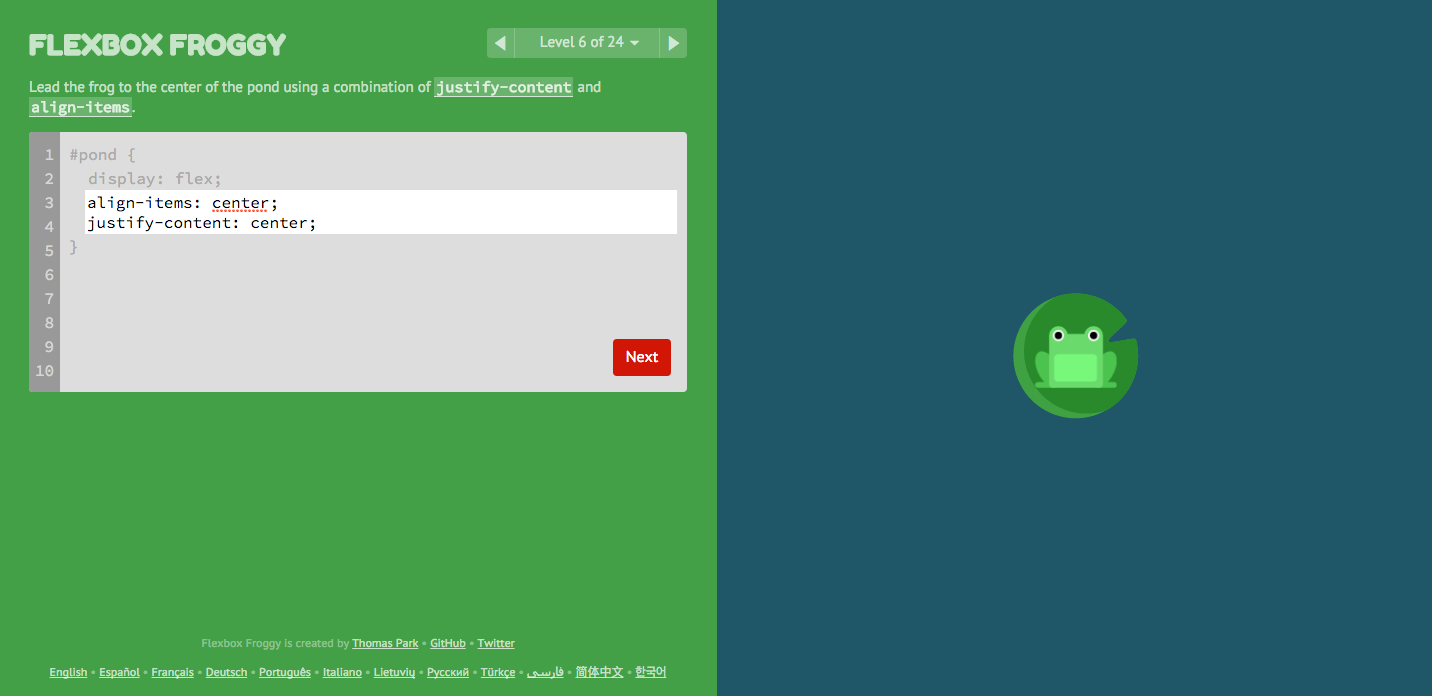 FLEXBOX FROGGY
Level 6 of 24
Lead the frog to the center of the pond using a combination of justify-content and
align-items.
1 #pond {
2 display: flex;
3 align-items: center;
4 justify-content: center;
5 }
6
7
8
9
10
Next
Flexbox Froggy is created by Thomas Park • GitHub • Twitter
English • Español • Français • Deutsch • Português • Italiano • Lietuvių • Русский • Türkçe • فارسی • 简体中文 • 한국어